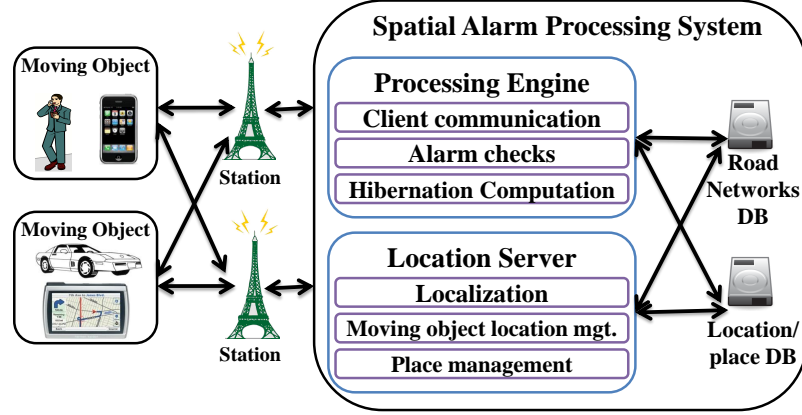 Spatial Alarm Processing System
Moving Object
Station
Processing Engine
Client communication
Alarm checks
Hibernation Computation
Road
Networks
DB
Moving Object
Station
Location Server
Localization
Moving object location mgt.
Place management
Location/
place DB